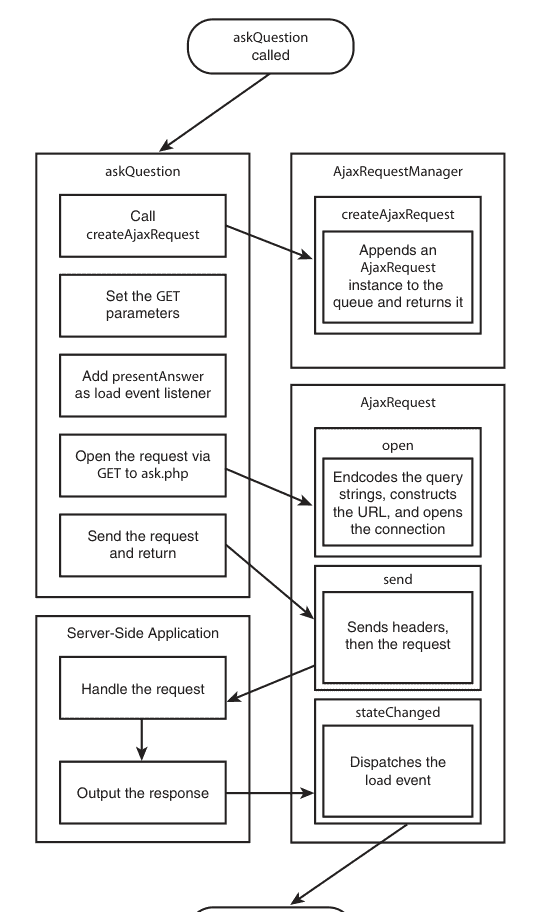 askQuestion
called
askQuestion
Call
createAjaxRequest
Set the GET
parameters
Add presentAnswer
as load event listener
Open the request via
GET to ask.php
Send the request
and return
AjaxRequestManager
createAjaxRequest
Appends an
AjaxRequest
instance to the
queue and returns it
AjaxRequest
open
Endcodes the query
strings, constructs
the URL, and opens
the connection
send
Sends headers,
then the request
stateChanged
Dispatches the
load event
Server-Side Application
Handle the request
Output the response